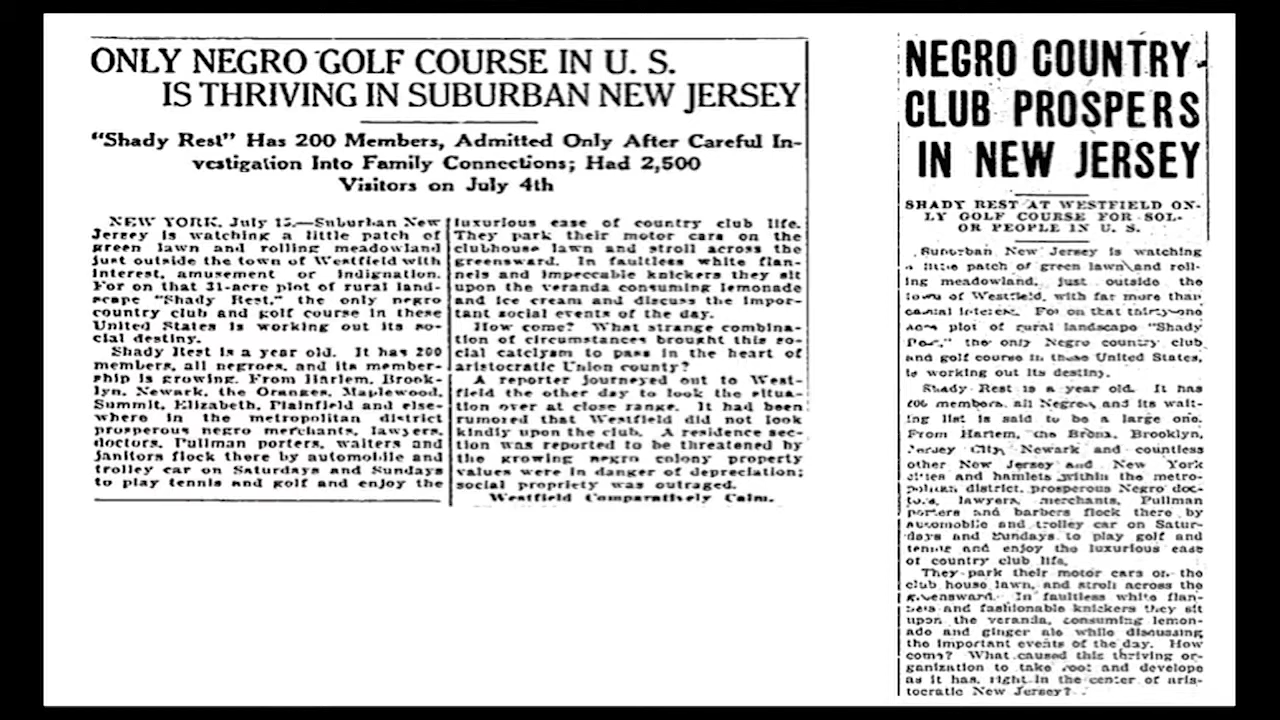 ONLY NEGRO GOLF COURSE IN U. S.
IS THRIVING IN SUBURBAN NEW JERSEY
"Shady Rest" Has 200 Members, Admitted Only After Careful In-
vestigation Into Family Connections; Had 2,500
Visitors on July 4th
NEW YORK, July 15.—Suburban New
Jersey is watching a little patch of
green lawn and rolling meadowland
just outside the town of Westfield with
interest, amusement or indignation.
For on that 31-acre plot of rural land-
scape "Shady Rest," the only negro
country club and golf course in these
United States is working out its so-
cial destiny.
Shady Rest is a year old. It has 200
members, all negroes, and its member-
ship is growing. From Harlem, Brook-
lyn, Newark, the Oranges, Maplewood,
Summit, Elizabeth, Plainfield and else-
where in the metropolitan district
prosperous negro merchants, lawyers,
doctors, Pullman porters, waiters and
janitors flock there by automobile and
trolley car on Saturdays and Sundays
to play tennis and golf and enjoy the
luxurious ease of country club life.
They park their motor cars on the
clubhouse lawn and stroll across the
greensward. In faultless white flan-
nels and impeccable knickers they sit
upon the veranda consuming lemonade
and ice cream and discuss the impor-
tant social events of the day.
How come? What strange combina-
tion of circumstances brought this so-
cial catclysm to pass in the heart of
aristocratic Union county?
A reporter journeyed out to West-
field the other day to look the situa-
tion over at close range. It had been
rumored that Westfield did not look
kindly upon the club. A residence sec-
tion was reported to be threatened by
the growing negro colony property
values were in danger of depreciation;
social propriety was outraged.
Westfield Comparatively Calm.
NEGRO COUNTRY
CLUB PROSPERS
IN NEW JERSEY
SHADY REST AT WESTFIELD ON-
LY GOLF COURSE FOR SOL-
OR PEOPLE IN U. S.
Suburban New Jersey is watching
a little patch of green lawn and roll-
ing meadowland, just outside the
town of Westfield, with far more than
casual interest. For on that thirty-one
acre plot of rural landscape "Shady
the only Negro country club
and golf course in these United States,
is working out its destiny.
Shady Rest is a year old. It has
members, all Negroes and its wait-
ing list is said to be a large one.
From Harlem, the Bronx, Brooklyn,
Jersey City, Newark and countless
other New Jersey and New York
cities and hamlets within the metro-
politan district, prosperous Negro doc-
tors, lawyers, merchants, Pullman
porters and barbers flock there by
automobile and trolley car on Satur-
days and Sundays to play golf and
tennis and enjoy the luxurious ease
of country club life.
They park their motor cars on the
club house lawn, and stroll across the
greensward. In faultless white flan-
nels and fashionable knickers they sit
upon the veranda, consuming lemon-
ade and ginger ale while discussing
the important events of the day. How
come? What caused this thriving or-
ganization to take root and develope
as it has, right in the center of aris-
tocratic New Jersey?